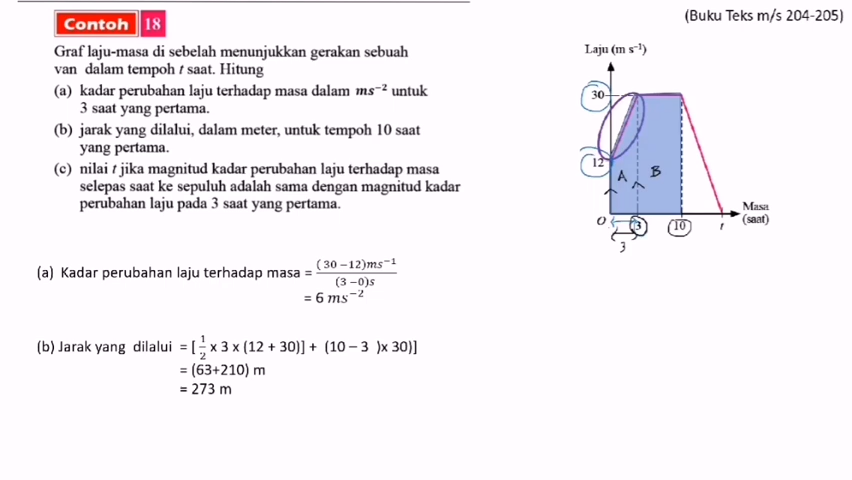 (Buku Teks m/s 204-205)
Contoh 18
Graf laju-masa di sebelah menunjukkan gerakan sebuah
van dalam tempoh t saat. Hitung
(a) kadar perubahan laju terhadap masa dalam ms⁻² untuk
3 saat yang pertama.
(b) jarak yang dilalui, dalam meter, untuk tempoh 10 saat
yang pertama.
(c) nilai t jika magnitud kadar perubahan laju terhadap masa
selepas saat ke sepuluh adalah sama dengan magnitud kadar
perubahan laju pada 3 saat yang pertama.
Laju (m s⁻¹)
30
12
A B
O 3 10 t
Masa
(saat)
3
(a) Kadar perubahan laju terhadap masa = (30 −12)ms⁻¹ / (3 −0)s
= 6 ms⁻²
(b) Jarak yang dilalui = [1/2 x 3 x (12 + 30)] + (10 – 3 )x 30)]
= (63+210) m
= 273 m